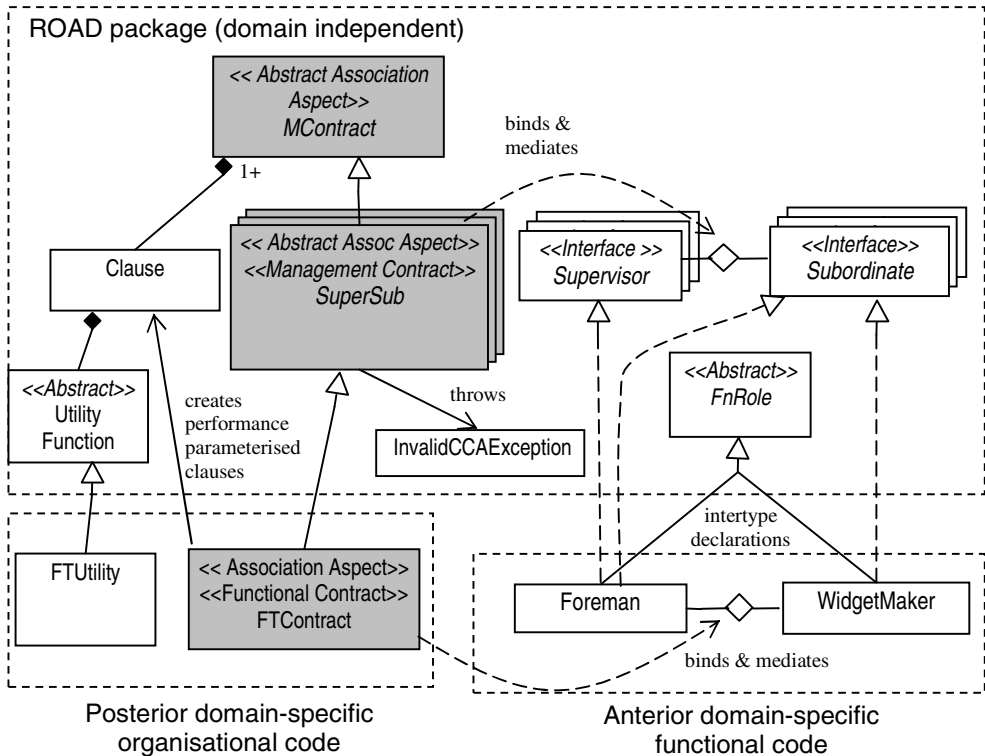 ROAD package (domain independent)
<< Abstract Association
Aspect>>
MContract
binds &
mediates
1+
Clause
<< Abstract Assoc Aspect>>
<<Management Contract>>
SuperSub
<<Interface >>
Supervisor
<<Interface>>
Subordinate
<<Abstract>>
Utility
Function
creates
performance
parameterised
clauses
throws
InvalidCCAException
<<Abstract>>
FnRole
intertype
declarations
FTUtility
<< Association Aspect>>
<<Functional Contract>>
FTContract
Foreman
WidgetMaker
binds & mediates
Posterior domain-specific
organisational code
Anterior domain-specific
functional code